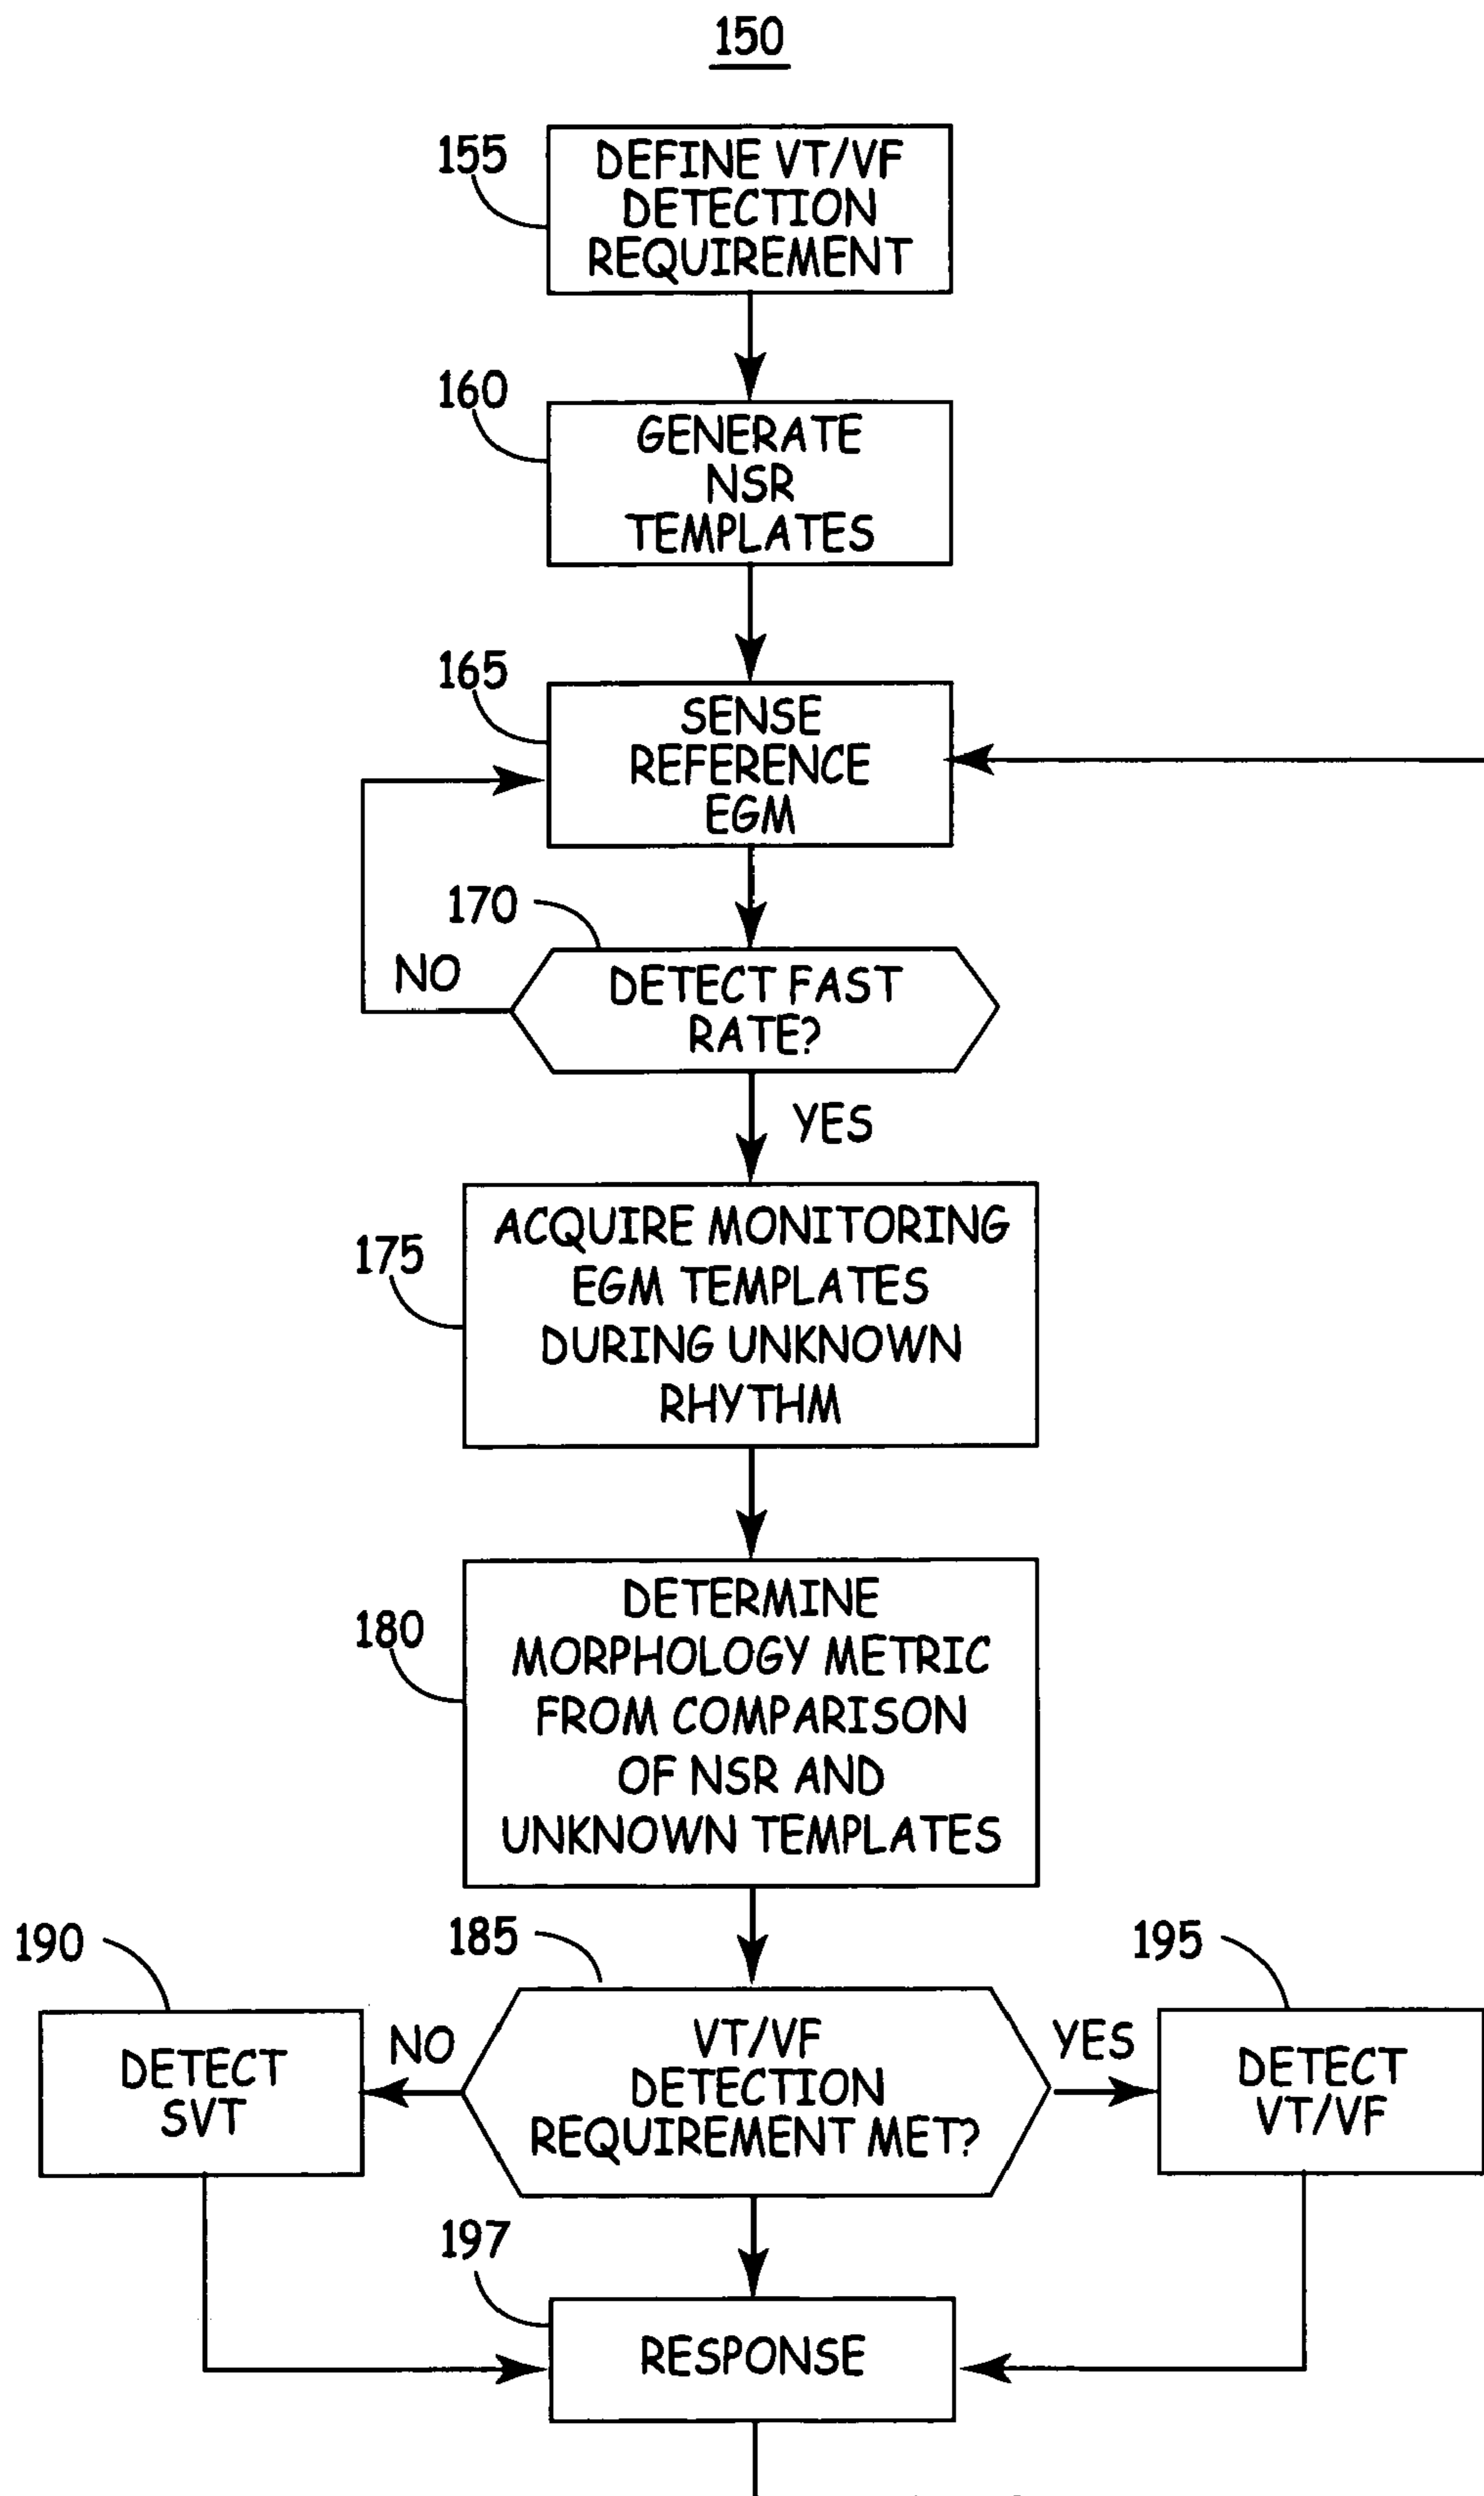 150
155
DEFINE VT/VF
DETECTION
REQUIREMENT
160
GENERATE
NSR
TEMPLATES
165
SENSE
REFERENCE
EGM
170
NO
DETECT FAST
RATE?
YES
175
ACQUIRE MONITORING
EGM TEMPLATES
DURING UNKNOWN
RHYTHM
180
DETERMINE
MORPHOLOGY METRIC
FROM COMPARISON
OF NSR AND
UNKNOWN TEMPLATES
190
185
195
DETECT
SVT
NO
VT/VF
DETECTION
REQUIREMENT MET?
YES
DETECT
VT/VF
197
RESPONSE